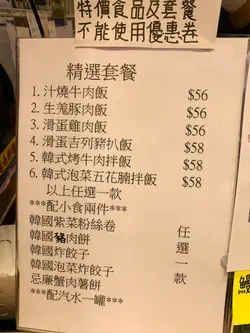 特價食品及套餐
不能使用優惠券
精選套餐
1. 汁燒牛肉飯 $56
2. 生羗豚肉飯 $56
3. 滑蛋雞肉飯 $58
4. 滑蛋吉列豬扒飯 $58
5. 韓式烤牛肉拌飯 $58
6. 韓式泡菜五花腩拌飯 $58
以上任選一款
***配小食兩件***
韓國紫菜粉絲卷
韓國豬肉餅
韓國炸餃子
韓國泡菜炸餃子
忌廉蟹肉薯餅
任選一款
***配汽水一罐***